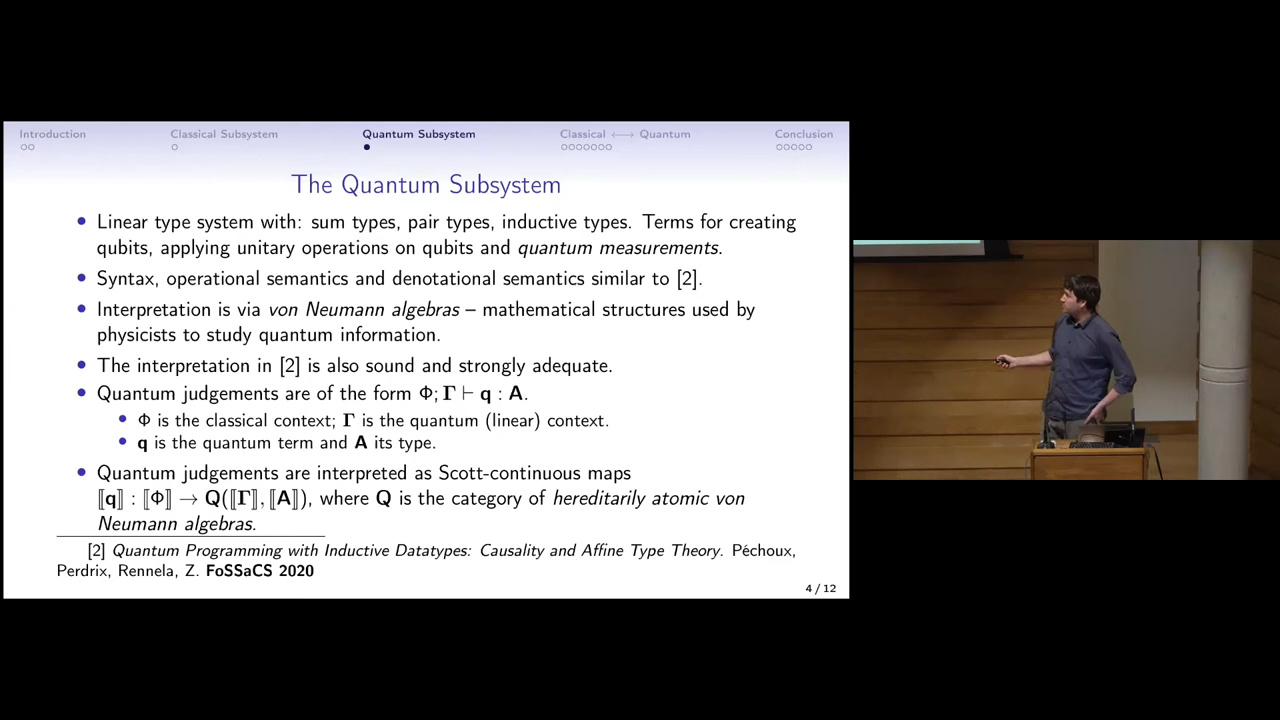 Introduction
Classical Subsystem
Quantum Subsystem
Classical ⟷ Quantum
Conclusion
The Quantum Subsystem
• Linear type system with: sum types, pair types, inductive types. Terms for creating
qubits, applying unitary operations on qubits and quantum measurements.
• Syntax, operational semantics and denotational semantics similar to [2].
• Interpretation is via von Neumann algebras – mathematical structures used by
physicists to study quantum information.
• The interpretation in [2] is also sound and strongly adequate.
• Quantum judgements are of the form Φ; Γ ⊢ q : A.
• Φ is the classical context; Γ is the quantum (linear) context.
• q is the quantum term and A its type.
• Quantum judgements are interpreted as Scott-continuous maps
⟦q⟧ : ⟦Φ⟧ → Q(⟦Γ⟧, ⟦A⟧), where Q is the category of hereditarily atomic von
Neumann algebras.
[2] Quantum Programming with Inductive Datatypes: Causality and Affine Type Theory. Péchoux,
Perdrix, Rennela, Z. FoSSaCS 2020
4 / 12